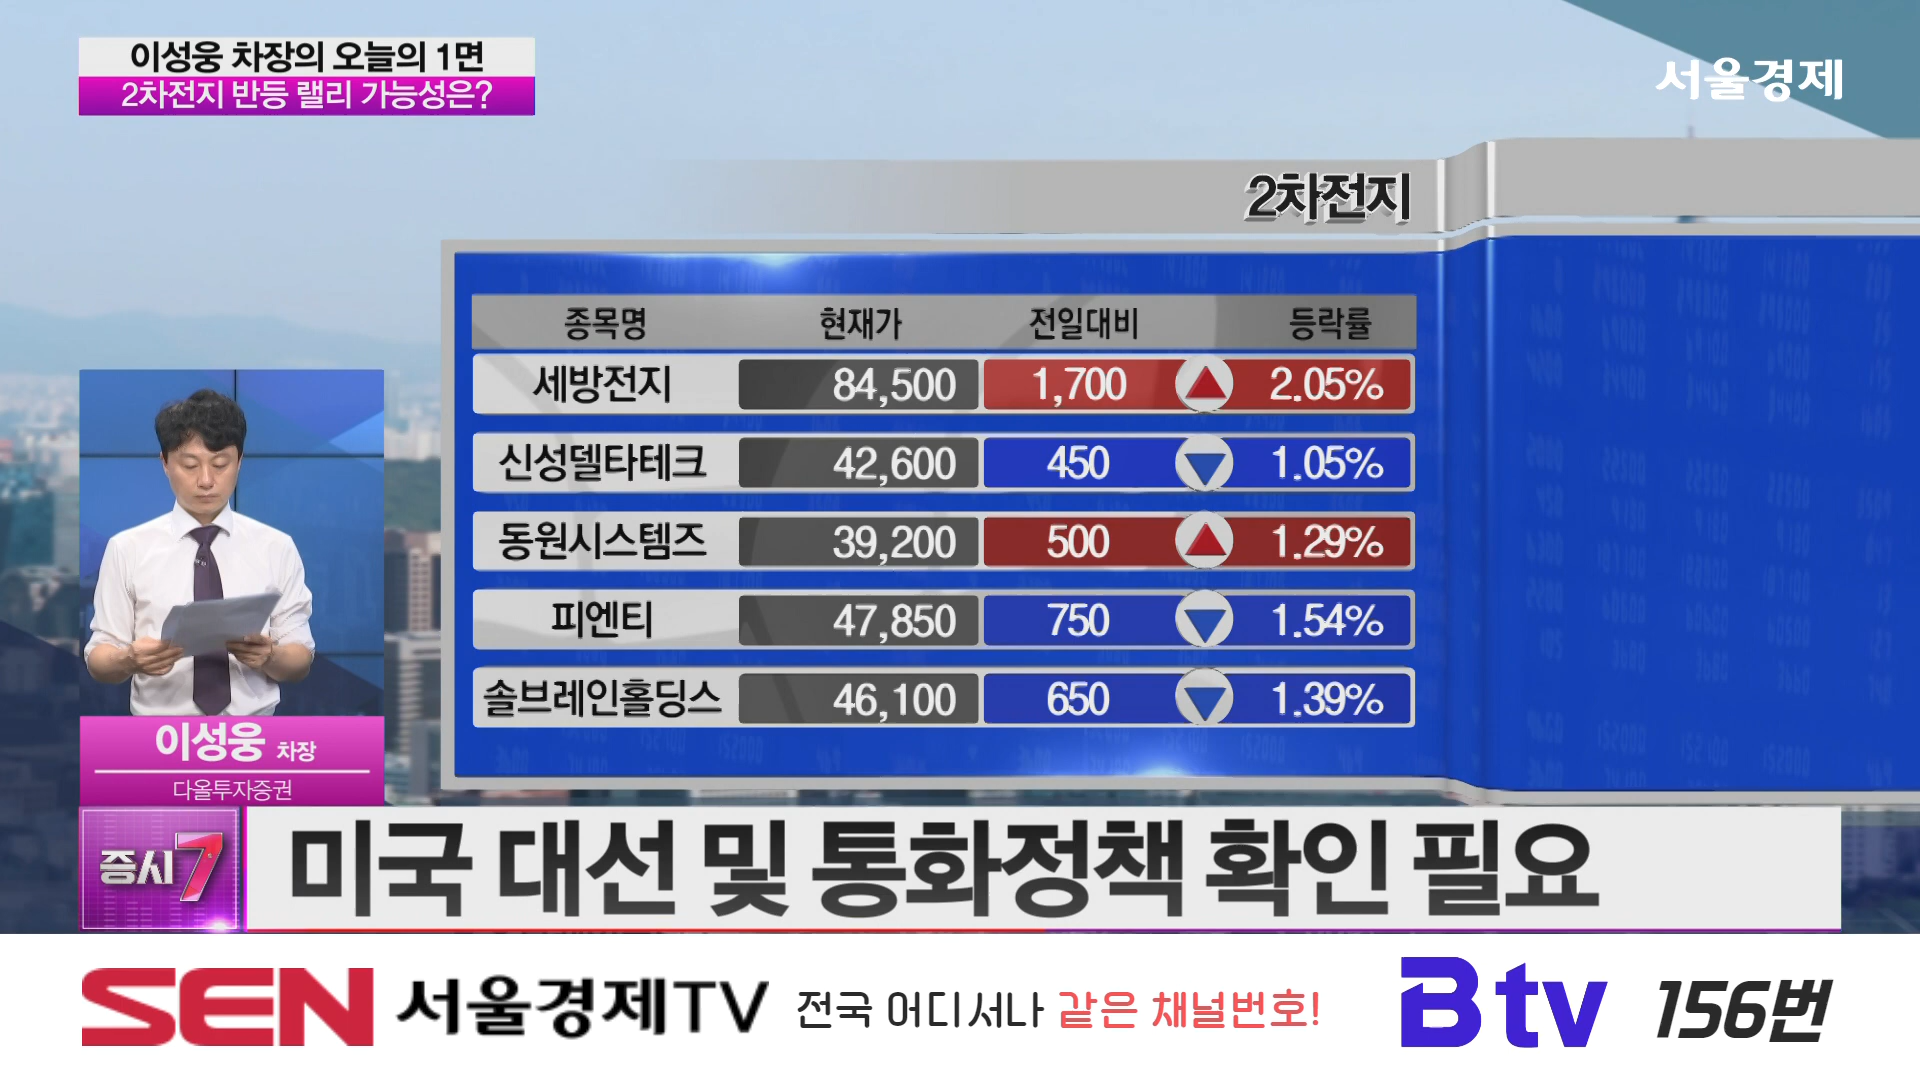 이성웅 차장의 오늘의 1면
2차전지 반등 랠리 가능성은?
서울경제
2차전지
종목명 현재가 전일대비 등락률
세방전지 84,500 1,700 ▲ 2.05%
신성델타테크 42,600 450 ▼ 1.05%
동원시스템즈 39,200 500 ▲ 1.29%
피엔티 47,850 750 ▼ 1.54%
솔브레인홀딩스 46,100 650 ▼ 1.39%
이성웅 차장
다올투자증권
증시7
미국 대선 및 통화정책 확인 필요
SEN 서울경제TV 전국 어디서나 같은 채널번호! B tv 156번